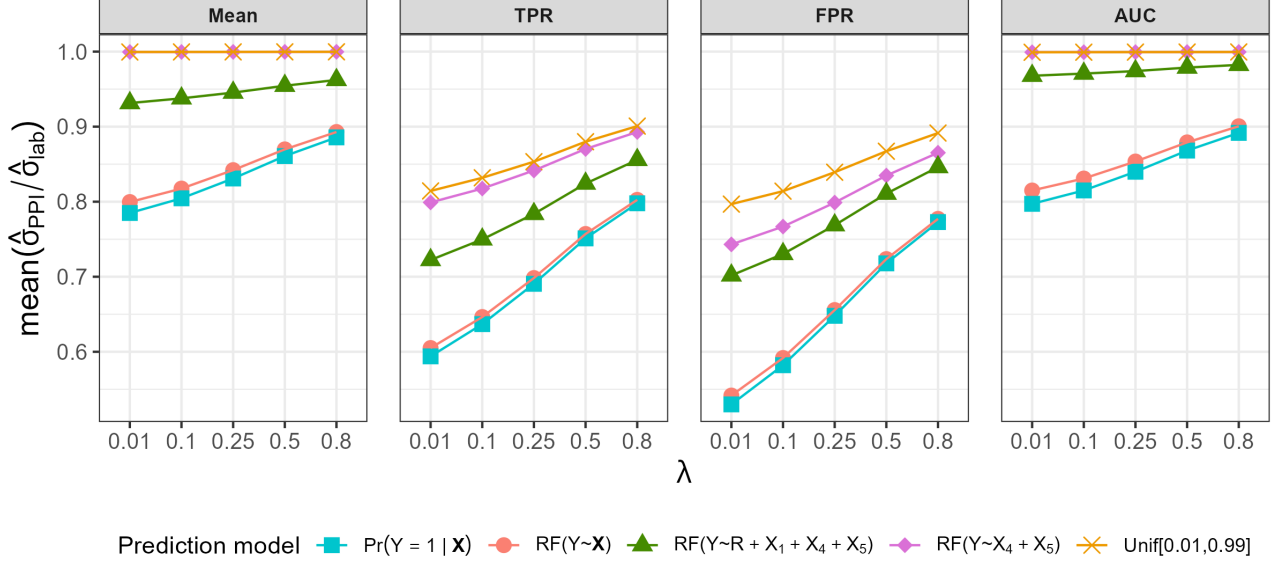 Mean TPR FPR AUC
mean(σ̂PPI/σ̂lab)
1.0
0.9
0.8
0.7
0.6
0.01 0.1 0.25 0.5 0.8 0.01 0.1 0.25 0.5 0.8 0.01 0.1 0.25 0.5 0.8 0.01 0.1 0.25 0.5 0.8
λ
Prediction model Pr(Y = 1 | X) RF(Y~X) RF(Y~R + X₁ + X₄ + X₅) RF(Y~X₄ + X₅) Unif[0.01,0.99]